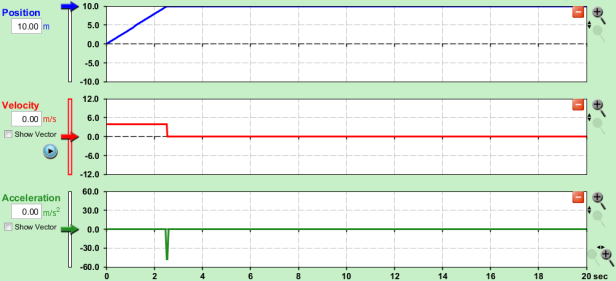 Position
10.00 m
10.0
5.0
0.0
-5.0
-10.0
Velocity
0.00 m/s
Show Vector
12.0
6.0
0.0
-6.0
-12.0
Acceleration
0.00 m/s²
Show Vector
60.0
30.0
0.0
-30.0
-60.0
0 2 4 6 8 10 12 14 16 18 20 sec